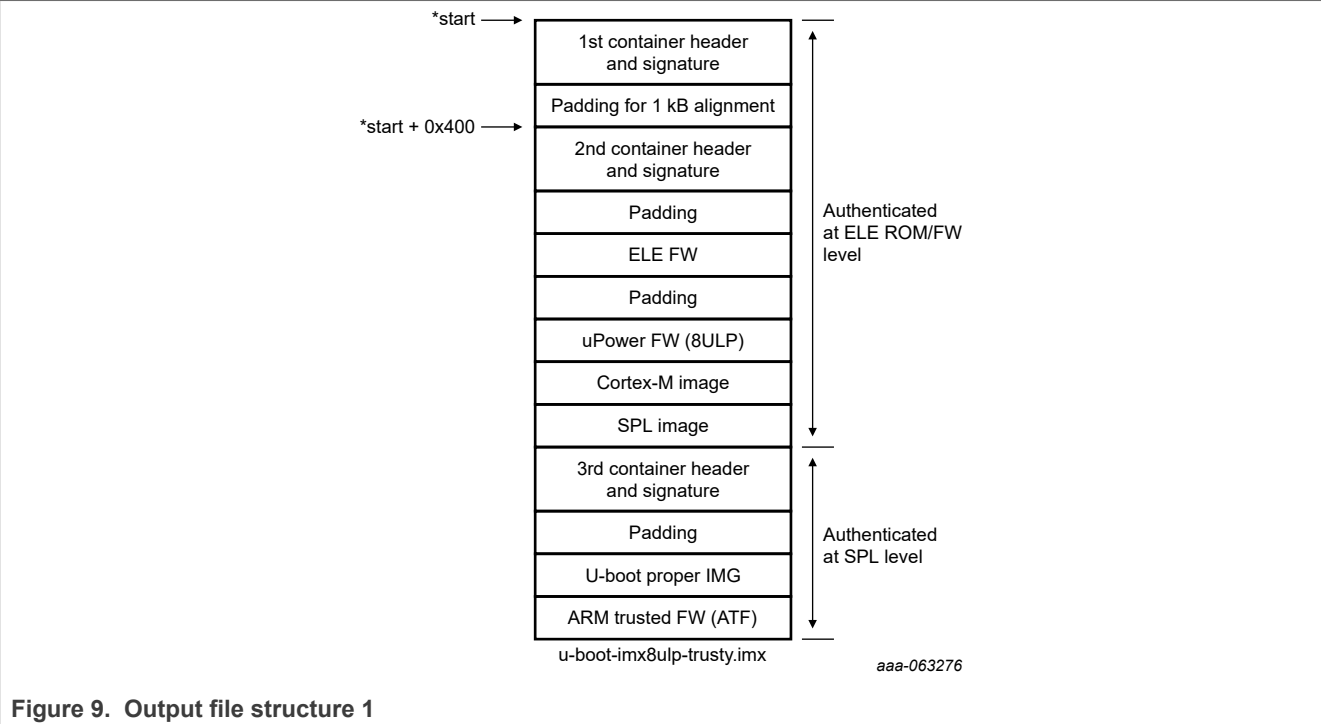 *start
1st container header
and signature
Padding for 1 kB alignment
*start + 0x400
2nd container header
and signature
Padding
ELE FW
Padding
uPower FW (8ULP)
Cortex-M image
SPL image
Authenticated
at ELE ROM/FW
level
3rd container header
and signature
Padding
U-boot proper IMG
ARM trusted FW (ATF)
Authenticated
at SPL level
u-boot-imx8ulp-trusty.imx
aaa-063276
Figure 9. Output file structure 1